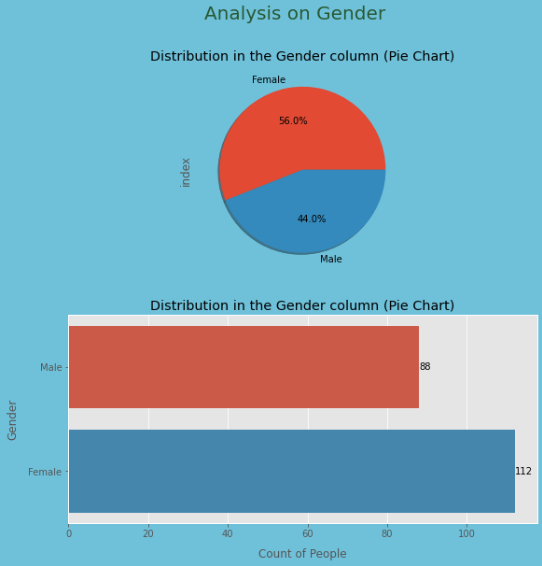 Analysis on Gender
Distribution in the Gender column (Pie Chart)
Female
56.0%
index
44.0%
Male
Distribution in the Gender column (Pie Chart)
Male
88
Gender
Female
112
0 20 40 60 80 100
Count of People